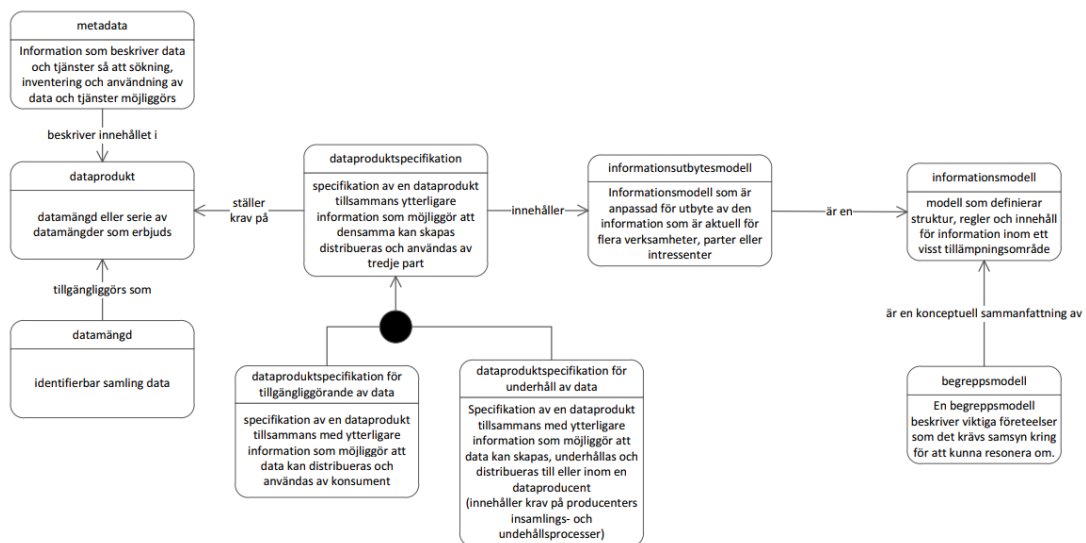 metadata
Information som beskriver data
och tjänster så att sökning,
inventering och användning av
data och tjänster möjliggörs
beskriver innehållet i
dataprodukt
datamängd eller serie av
datamängder som erbjuds
tillgängliggörs som
datamängd
identifierbar samling data
ställer
krav på
dataproduktspecifikation
specifikation av en dataprodukt
tillsammans ytterligare
information som möjliggör att
densamma kan skapas
distribueras och användas av
tredje part
innehåller
informationsutbytesmodell
Informationsmodell som är
anpassad för utbyte av den
information som är aktuell för
flera verksamheter, parter eller
intressenter
är en
informationsmodell
modell som definierar
struktur, regler och innehåll
för information inom ett
visst tillämpningsområde
är en konceptuell sammanfattning av
begreppsmodell
En begreppsmodell
beskriver viktiga företeelser
som det krävs samsyn kring
för att kunna resonera om.
dataproduktspecifikation för
tillgängliggörande av data
specifikation av en dataprodukt
tillsammans med ytterligare
information som möjliggör att
data kan distribueras och
användas av konsument
dataproduktspecifikation för
underhåll av data
Specifikation av en dataprodukt
tillsammans med ytterligare
information som möjliggör att
data kan skapas, underhållas och
distribueras till eller inom en
dataproducent
(innehåller krav på producenters
insamlings- och
undehållsprocesser)